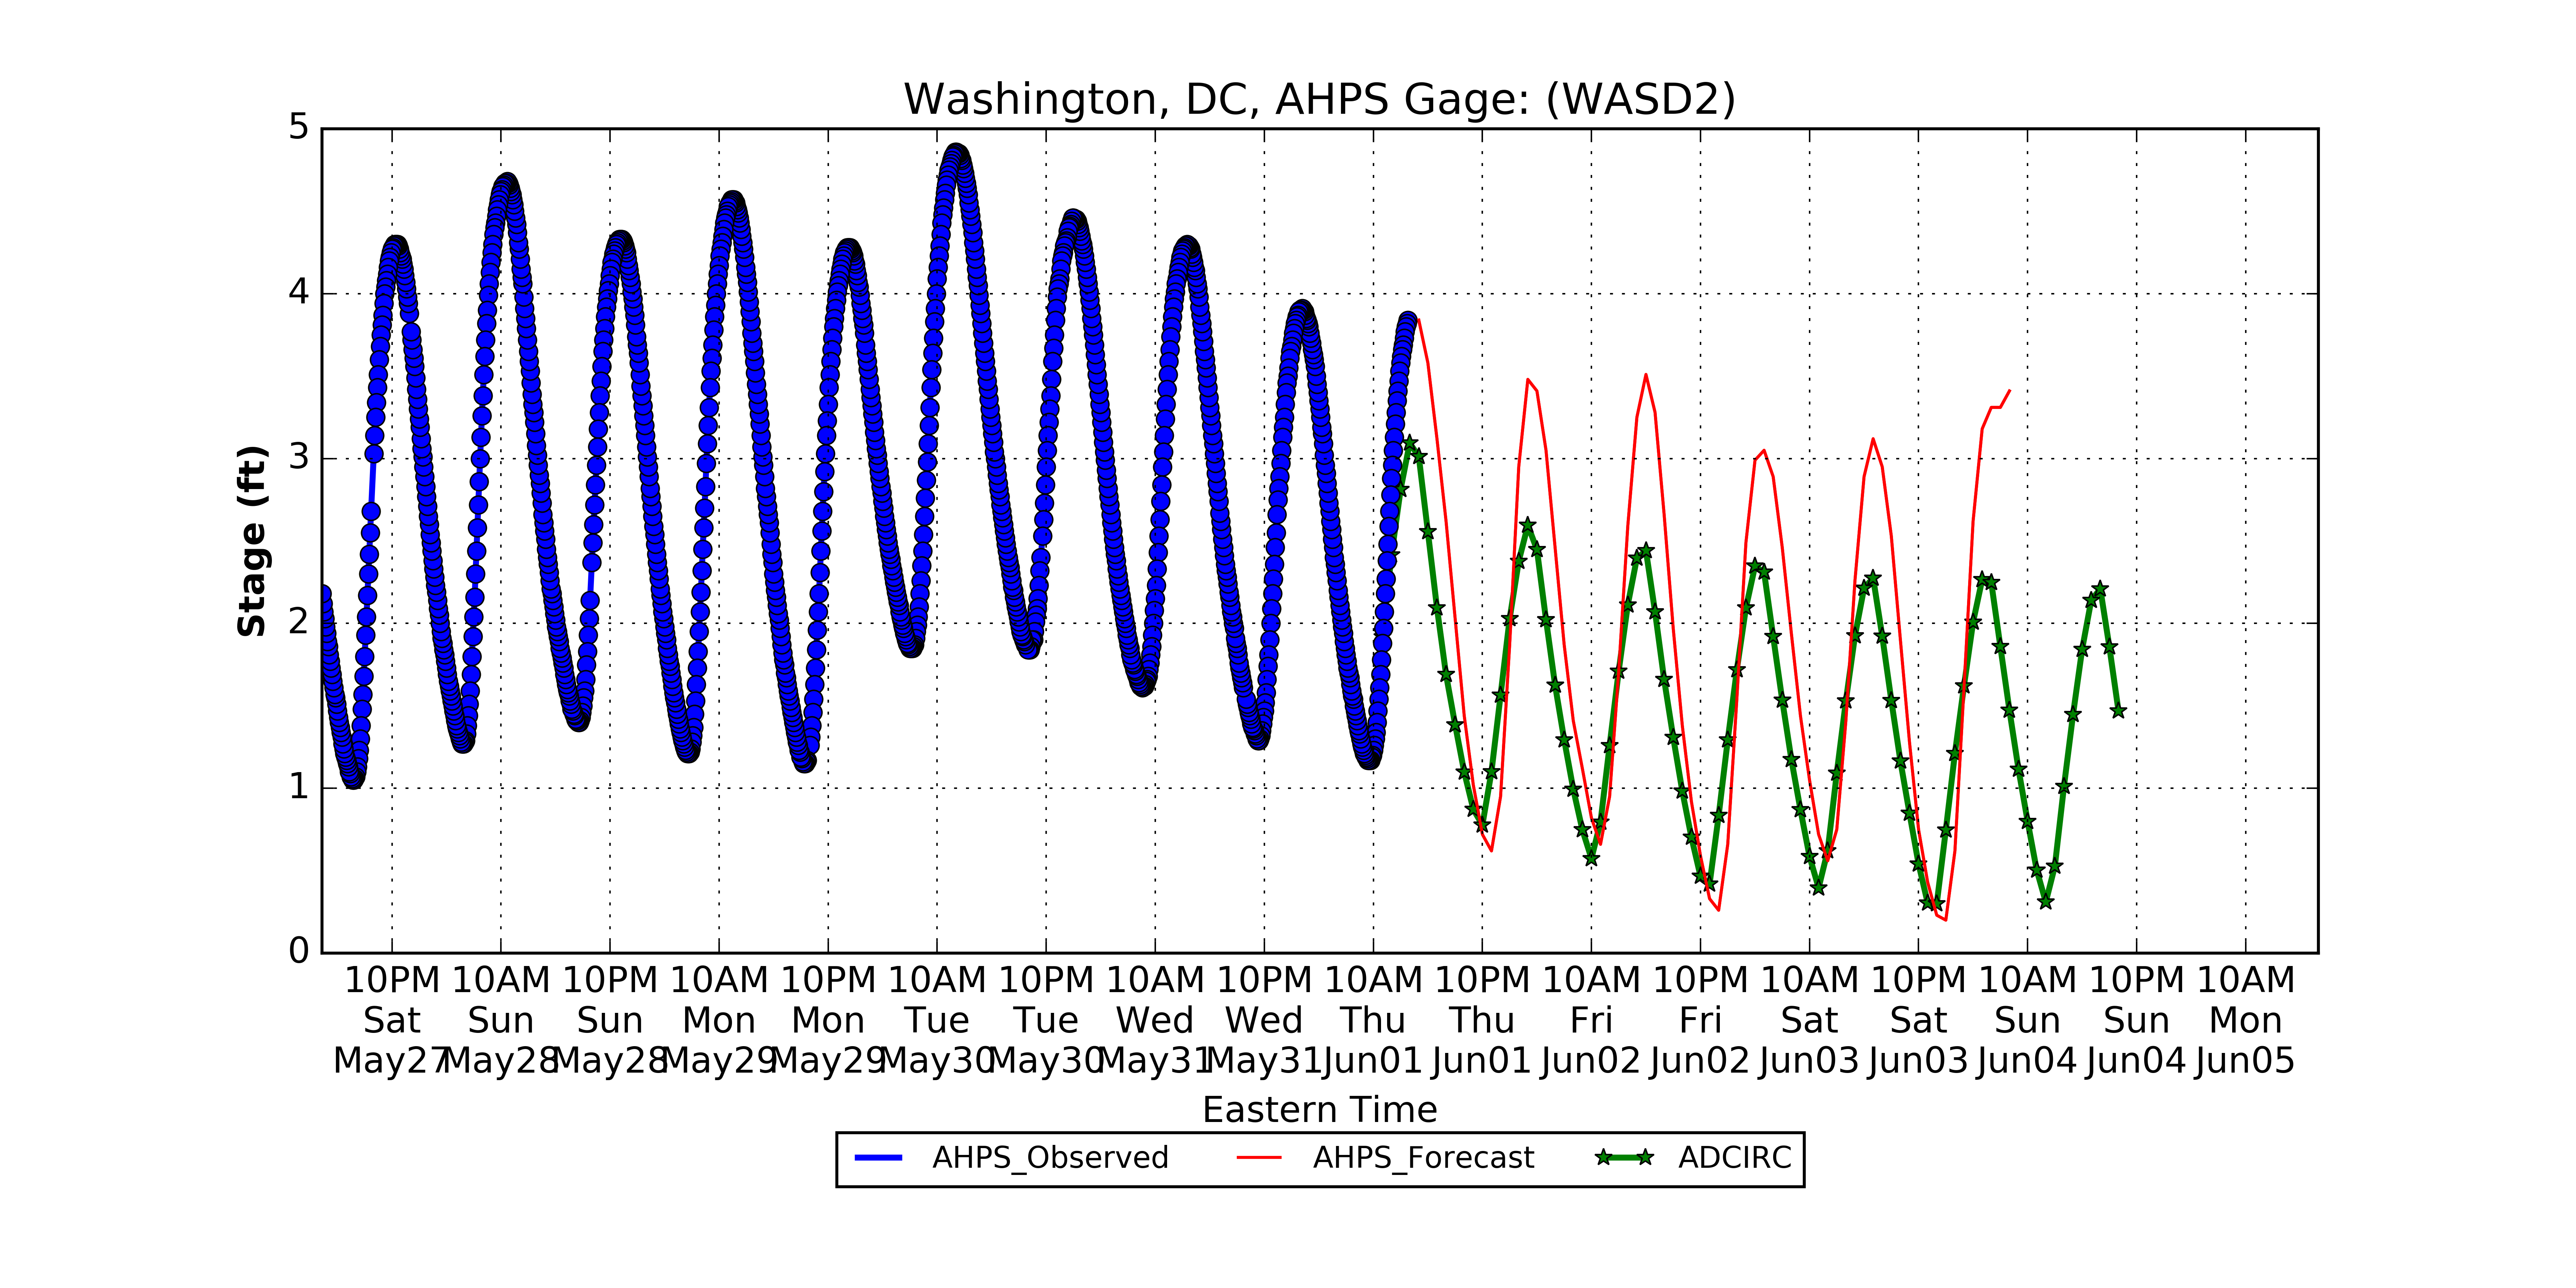 Washington, DC, AHPS Gage: (WASD2)
5
4
3
2
1
0
Stage (ft)
10PM 10AM 10PM 10AM 10PM 10AM 10PM 10AM 10PM 10AM 10PM 10AM 10PM 10AM 10PM 10AM 10PM 10AM
Sat Sun Sun Mon Mon Tue Tue Wed Wed Thu Thu Fri Fri Sat Sat Sun Sun Mon
May27 May28 May28 May29 May29 May30 May30 May31 May31 Jun01 Jun01 Jun02 Jun02 Jun03 Jun03 Jun04 Jun04 Jun05
Eastern Time
AHPS_Observed AHPS_Forecast ADCIRC